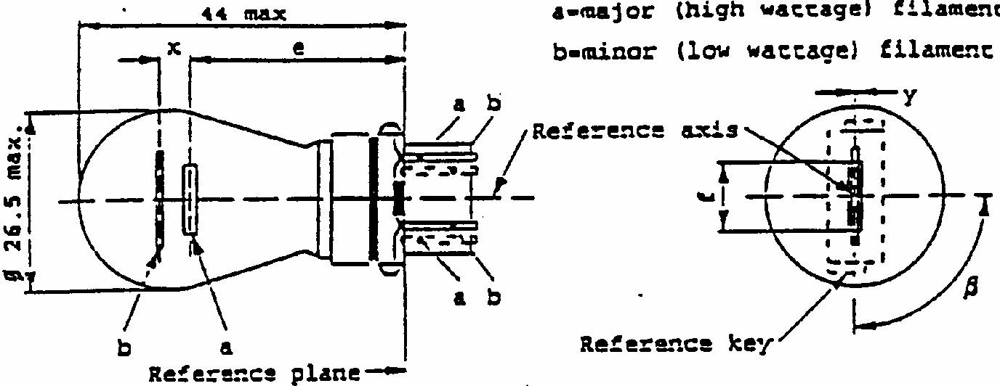 44 max
a=major (high wattage) filament
x
e
b=minor (low wattage) filament
y
a b
Reference axis
ø 26.5 max.
f
β
a b
b
a
Reference key
Reference plane